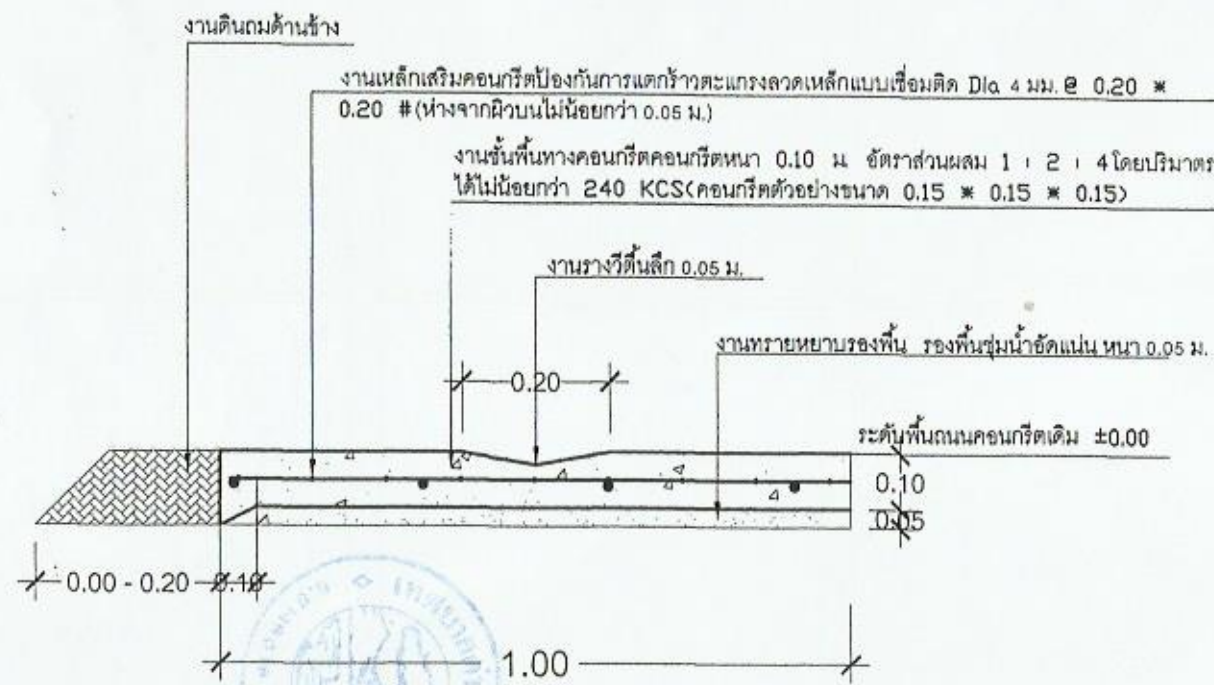 งานดินถมด้านข้าง
งานเหล็กเสริมคอนกรีตป้องกันการแตกร้าวตะแกรงลวดเหล็กแบบเชื่อมติด Dia 4 มม. @ 0.20 *
0.20 #(ห่างจากผิวบนไม่น้อยกว่า 0.05 ม.)
งานชั้นพื้นทางคอนกรีตคอนกรีตหนา 0.10 ม. อัตราส่วนผสม 1 : 2 : 4 โดยปริมาตร
ได้ไม่น้อยกว่า 240 KCS(คอนกรีตตัวอย่างขนาด 0.15 * 0.15 * 0.15)
งานรางวีตื้นลึก 0.05 ม.
งานทรายหยาบรองพื้น รองพื้นชุ่มน้ำอัดแน่น หนา 0.05 ม.
0.20
ระดับพื้นถนนคอนกรีตเดิม ±0.00
0.10
0.05
0.00 - 0.20
0.10
1.00